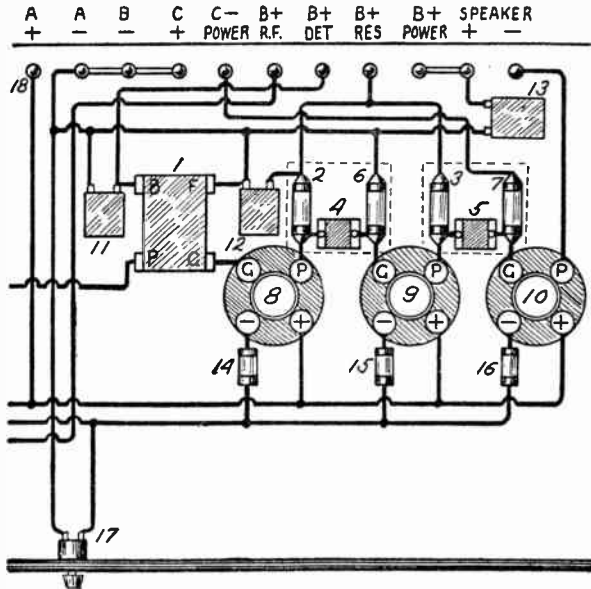 A A B C C- B+ B+ B+ B+ SPEAKER
+ - - + POWER R.F. DET RES POWER + -
18 13
1 2 6 3 7
B F
4 5
11 12
P G
G P G P G P
8 9 10
- + - + - +
14 15 16
17